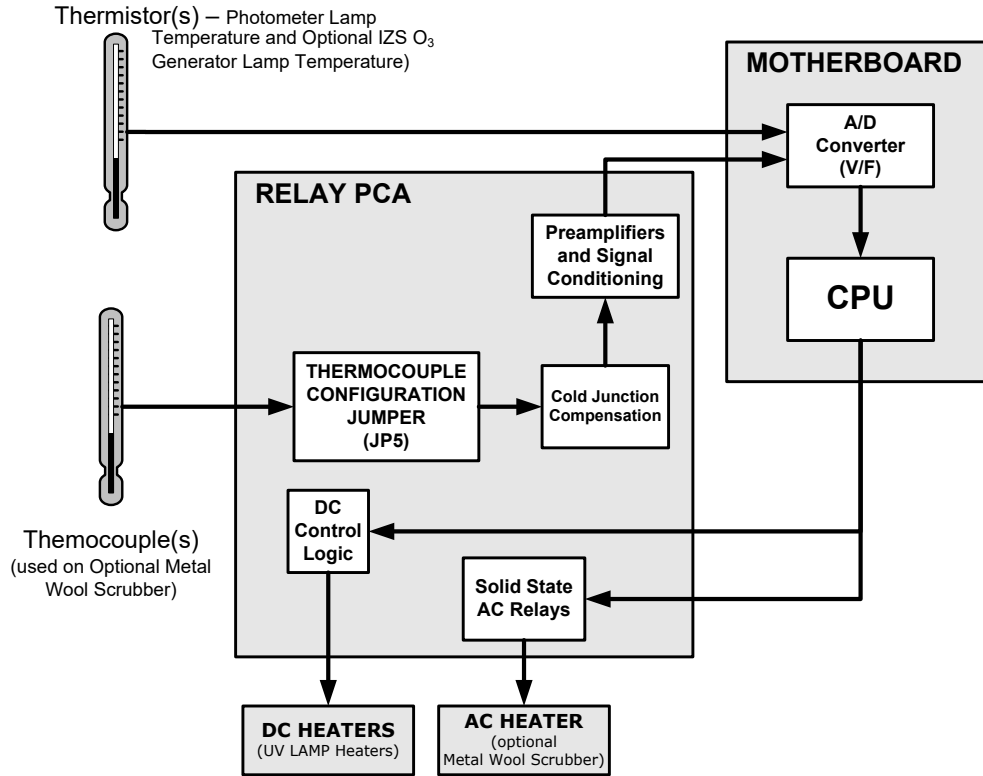 Thermistor(s) – Photometer Lamp
Temperature and Optional IZS O3
Generator Lamp Temperature)
MOTHERBOARD
A/D
Converter
(V/F)
RELAY PCA
Preamplifiers
and Signal
Conditioning
CPU
THERMOCOUPLE
CONFIGURATION
JUMPER
(JP5)
Cold Junction
Compensation
Themocouple(s)
(used on Optional Metal
Wool Scrubber)
DC
Control
Logic
Solid State
AC Relays
DC HEATERS
(UV LAMP Heaters)
AC HEATER
(optional
Metal Wool Scrubber)